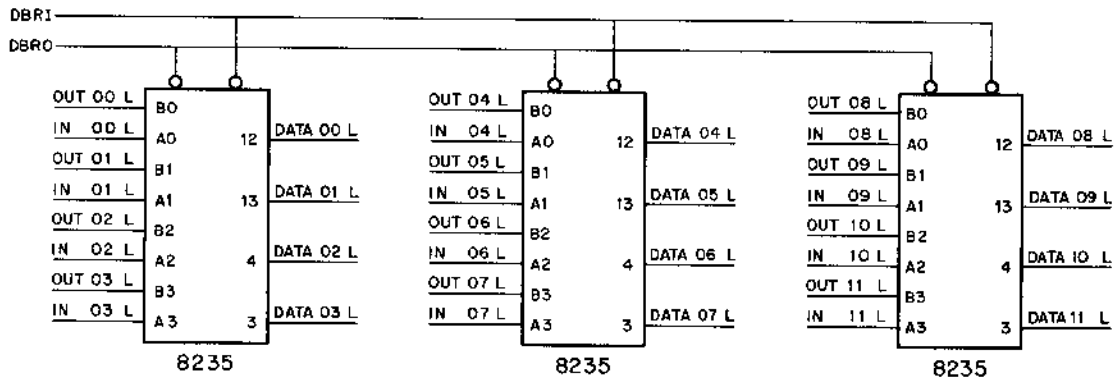 DBRI
DBRO
OUT 00 L
IN 00 L
OUT 01 L
IN 01 L
OUT 02 L
IN 02 L
OUT 03 L
IN 03 L
B0
A0
B1
A1
B2
A2
B3
A3
12
13
4
3
DATA 00 L
DATA 01 L
DATA 02 L
DATA 03 L
8235
OUT 04 L
IN 04 L
OUT 05 L
IN 05 L
OUT 06 L
IN 06 L
OUT 07 L
IN 07 L
B0
A0
B1
A1
B2
A2
B3
A3
12
13
4
3
DATA 04 L
DATA 05 L
DATA 06 L
DATA 07 L
8235
OUT 08 L
IN 08 L
OUT 09 L
IN 09 L
OUT 10 L
IN 10 L
OUT 11 L
IN 11 L
B0
A0
B1
A1
B2
A2
B3
A3
12
13
4
3
DATA 08 L
DATA 09 L
DATA 10 L
DATA 11 L
8235